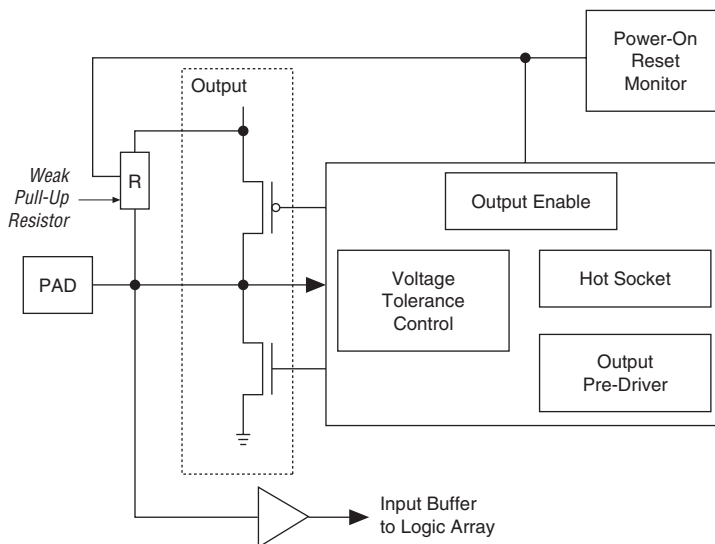 Power-On
Reset
Monitor
Output
Weak
Pull-Up
Resistor
R
Output Enable
PAD
Voltage
Tolerance
Control
Hot Socket
Output
Pre-Driver
Input Buffer
to Logic Array